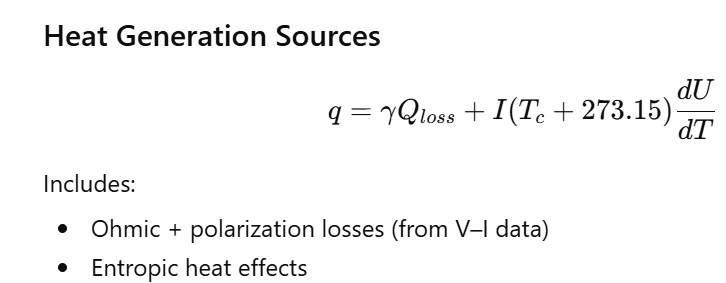 Heat Generation Sources
q = γQ_loss + I(T_c + 273.15) dU/dT
Includes:
• Ohmic + polarization losses (from V–I data)
• Entropic heat effects